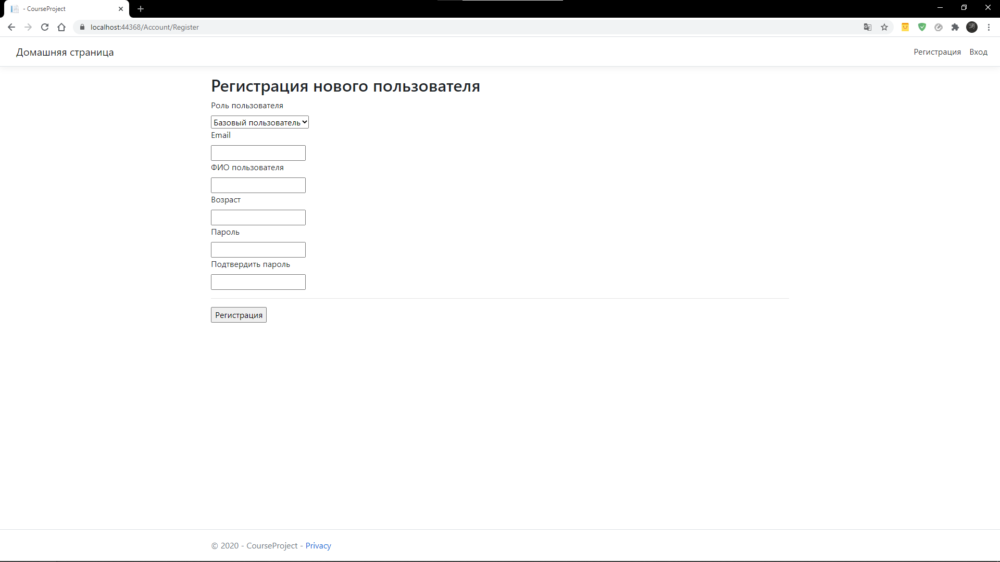 - CourseProject
localhost:44368/Account/Register
Домашняя страница
Регистрация
Вход
Регистрация нового пользователя
Роль пользователя
Базовый пользователь
Email
ФИО пользователя
Возраст
Пароль
Подтвердить пароль
Регистрация
© 2020 - CourseProject - Privacy